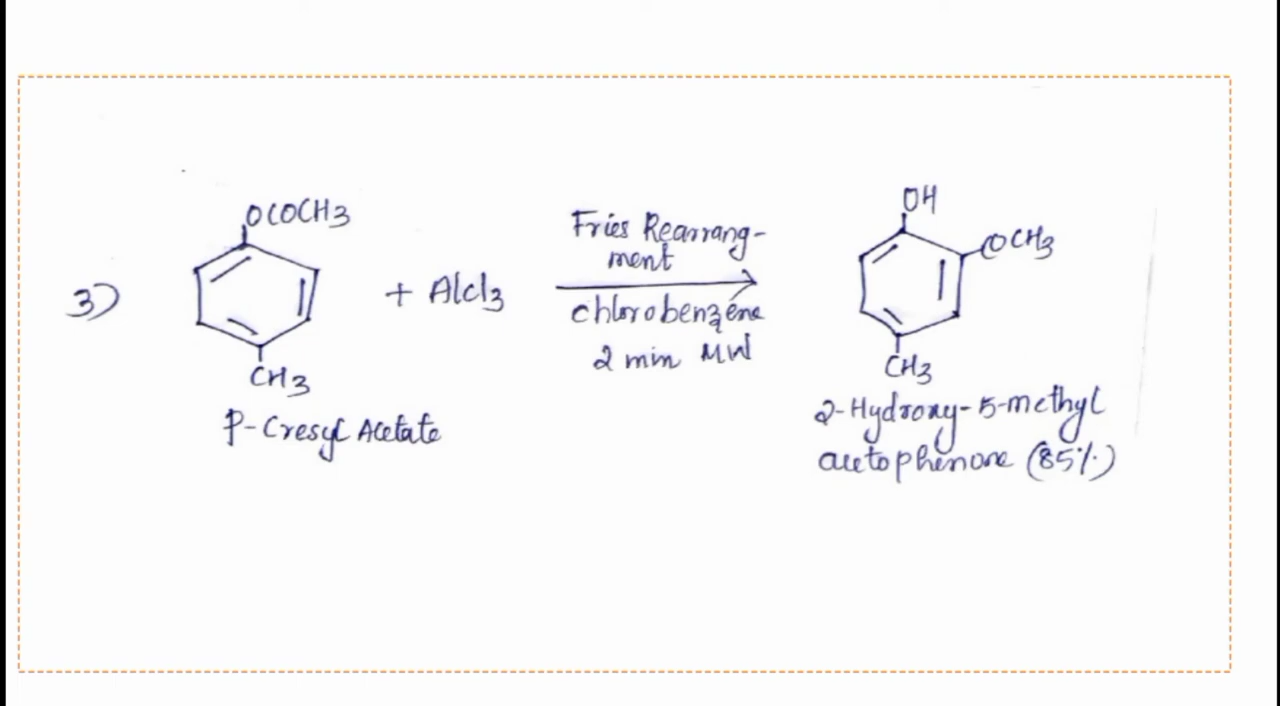 3)
OCOCH3
CH3
P-Cresyl Acetate
+ AlCl3
Fries Rearrang-
ment
chlorobenzene
2 min MW
OH
OCH3
CH3
2-Hydroxy-5-methyl
acetophenone (85%)